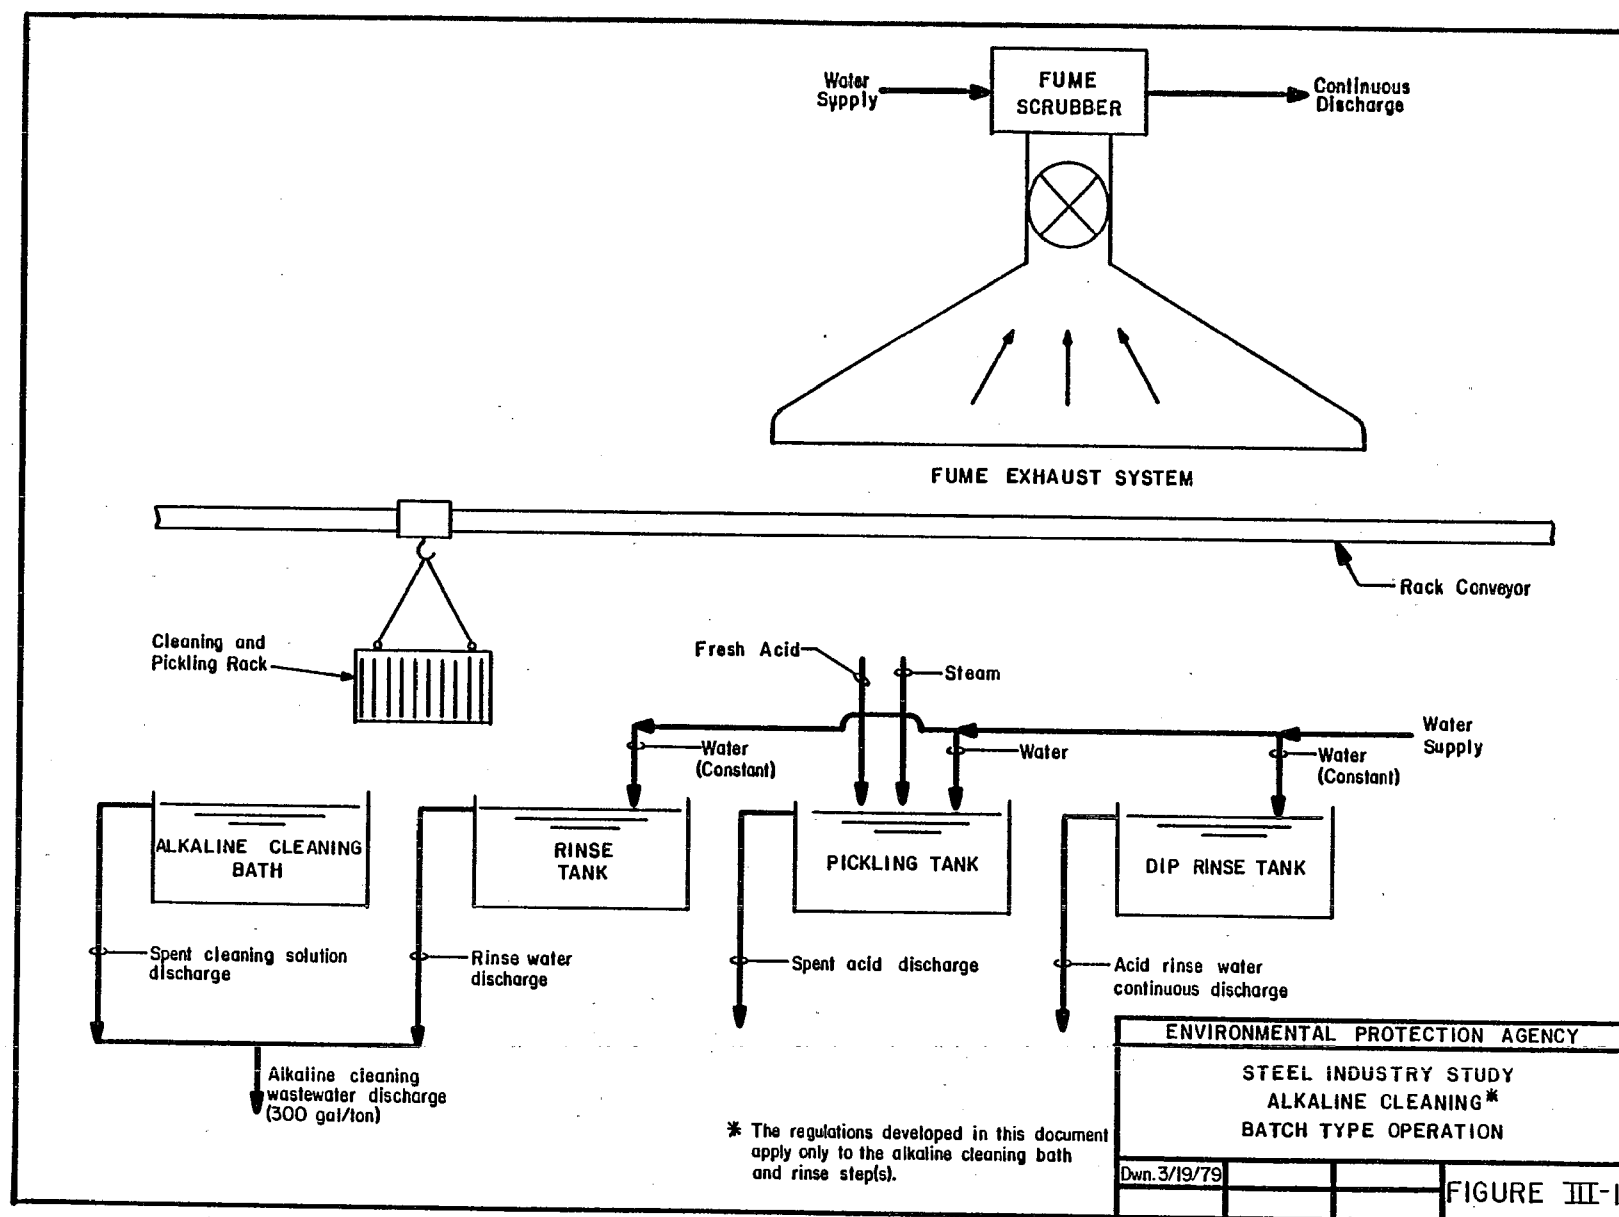 FUME
SCRUBBER
Water
Supply
Continuous
Discharge
FUME EXHAUST SYSTEM
Rack Conveyor
Cleaning and
Pickling Rack
Fresh Acid
Steam
Water
Supply
Water
(Constant)
Water
Water
(Constant)
ALKALINE CLEANING
BATH
RINSE
TANK
PICKLING TANK
DIP RINSE TANK
Spent cleaning solution
discharge
Rinse water
discharge
Spent acid discharge
Acid rinse water
continuous discharge
Alkaline cleaning
wastewater discharge
(300 gal/ton)
* The regulations developed in this document
apply only to the alkaline cleaning bath
and rinse step(s).
ENVIRONMENTAL PROTECTION AGENCY
STEEL INDUSTRY STUDY
ALKALINE CLEANING*
BATCH TYPE OPERATION
Dwn. 3/19/79
FIGURE III-1